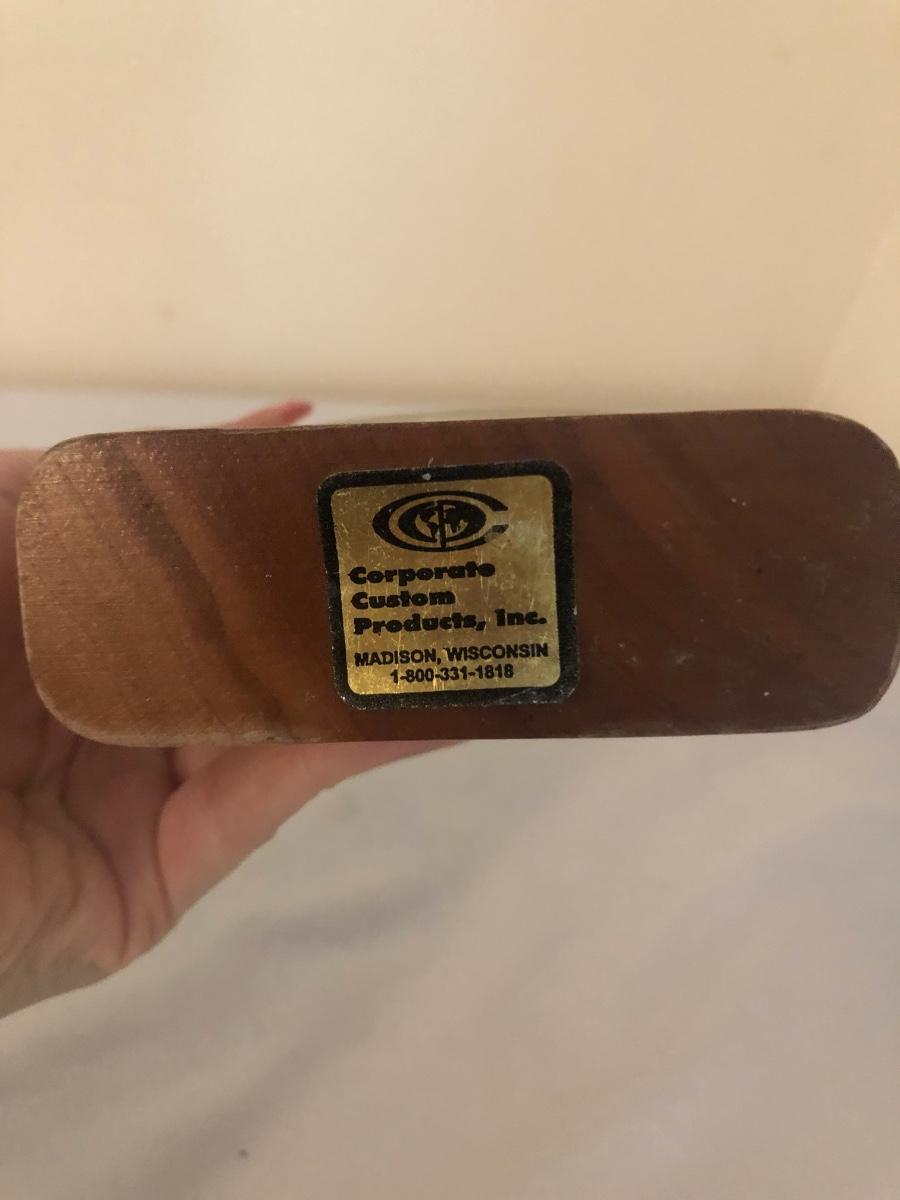 Corporate
Custom
Products, Inc.
MADISON, WISCONSIN
1-800-331-1818